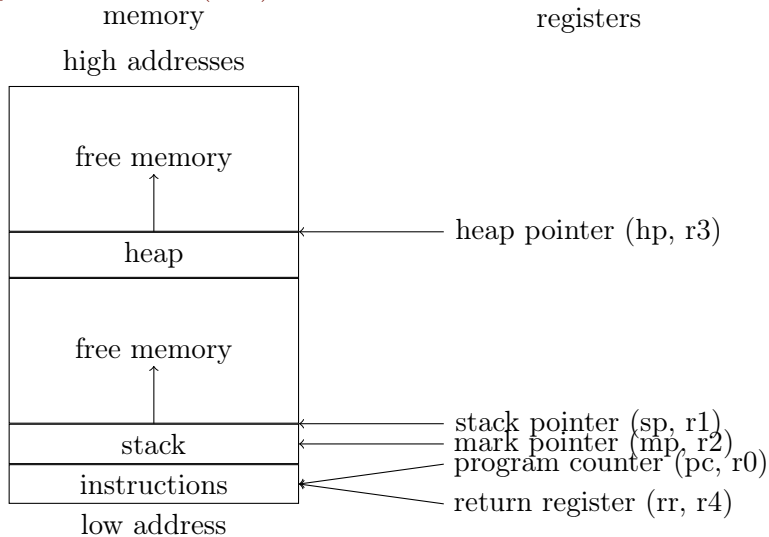 memory
registers
high addresses
free memory
heap pointer (hp, r3)
heap
free memory
stack pointer (sp, r1)
stack
mark pointer (mp, r2)
program counter (pc, r0)
instructions
return register (rr, r4)
low address